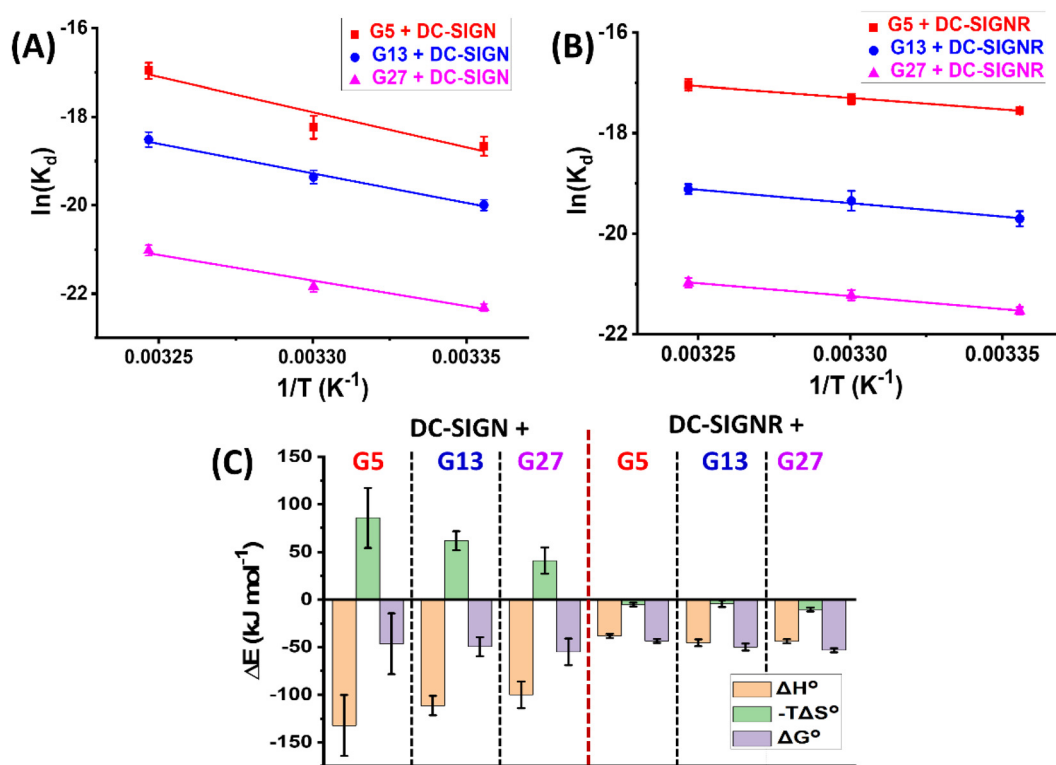 (A)
G5 + DC-SIGN
G13 + DC-SIGN
G27 + DC-SIGN
-16
-18
-20
-22
ln(Kd)
0.00325 0.00330 0.00335
1/T (K-1)
(B)
G5 + DC-SIGNR
G13 + DC-SIGNR
G27 + DC-SIGNR
-16
-18
-20
-22
ln(Kd)
0.00325 0.00330 0.00335
1/T (K-1)
(C)
DC-SIGN + DC-SIGNR +
G5 G13 G27 G5 G13 G27
150
100
50
0
-50
-100
-150
ΔE (kJ mol-1)
ΔHº
-TΔSº
ΔGº